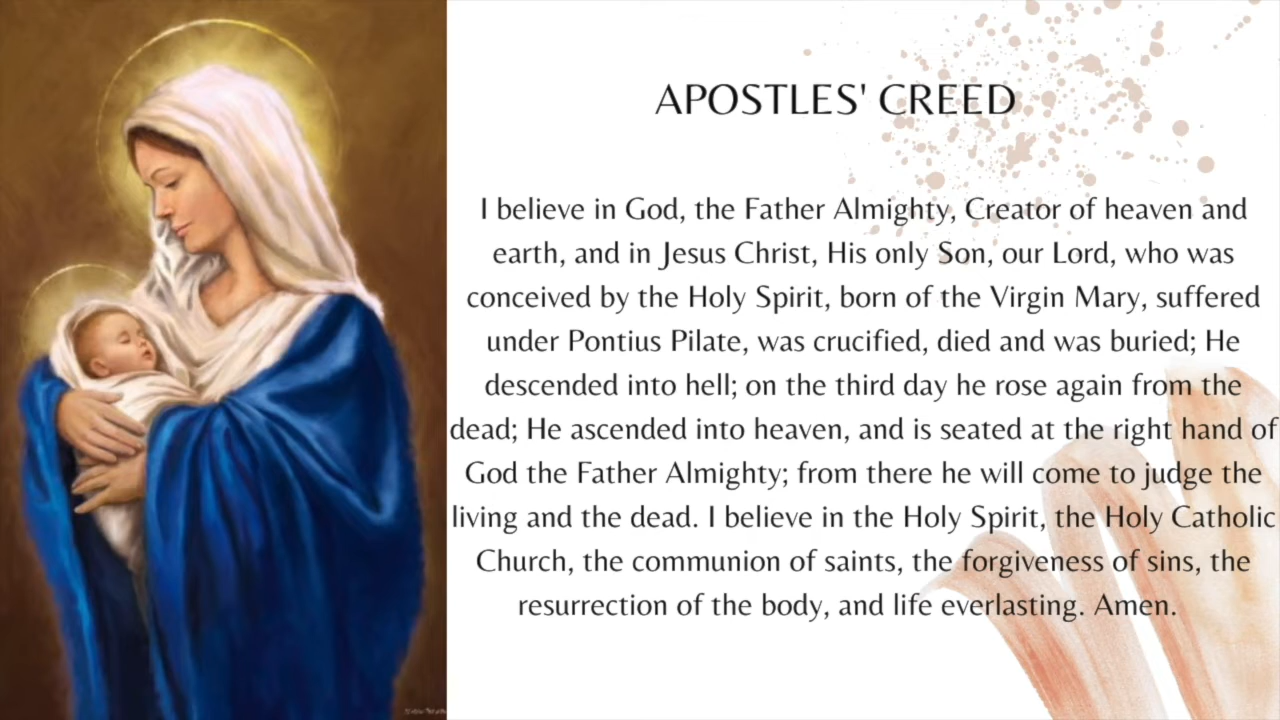 APOSTLES' CREED
I believe in God, the Father Almighty, Creator of heaven and
earth, and in Jesus Christ, His only Son, our Lord, who was
conceived by the Holy Spirit, born of the Virgin Mary, suffered
under Pontius Pilate, was crucified, died and was buried; He
descended into hell; on the third day he rose again from the
dead; He ascended into heaven, and is seated at the right hand of
God the Father Almighty; from there he will come to judge the
living and the dead. I believe in the Holy Spirit, the Holy Catholic
Church, the communion of saints, the forgiveness of sins, the
resurrection of the body, and life everlasting. Amen.